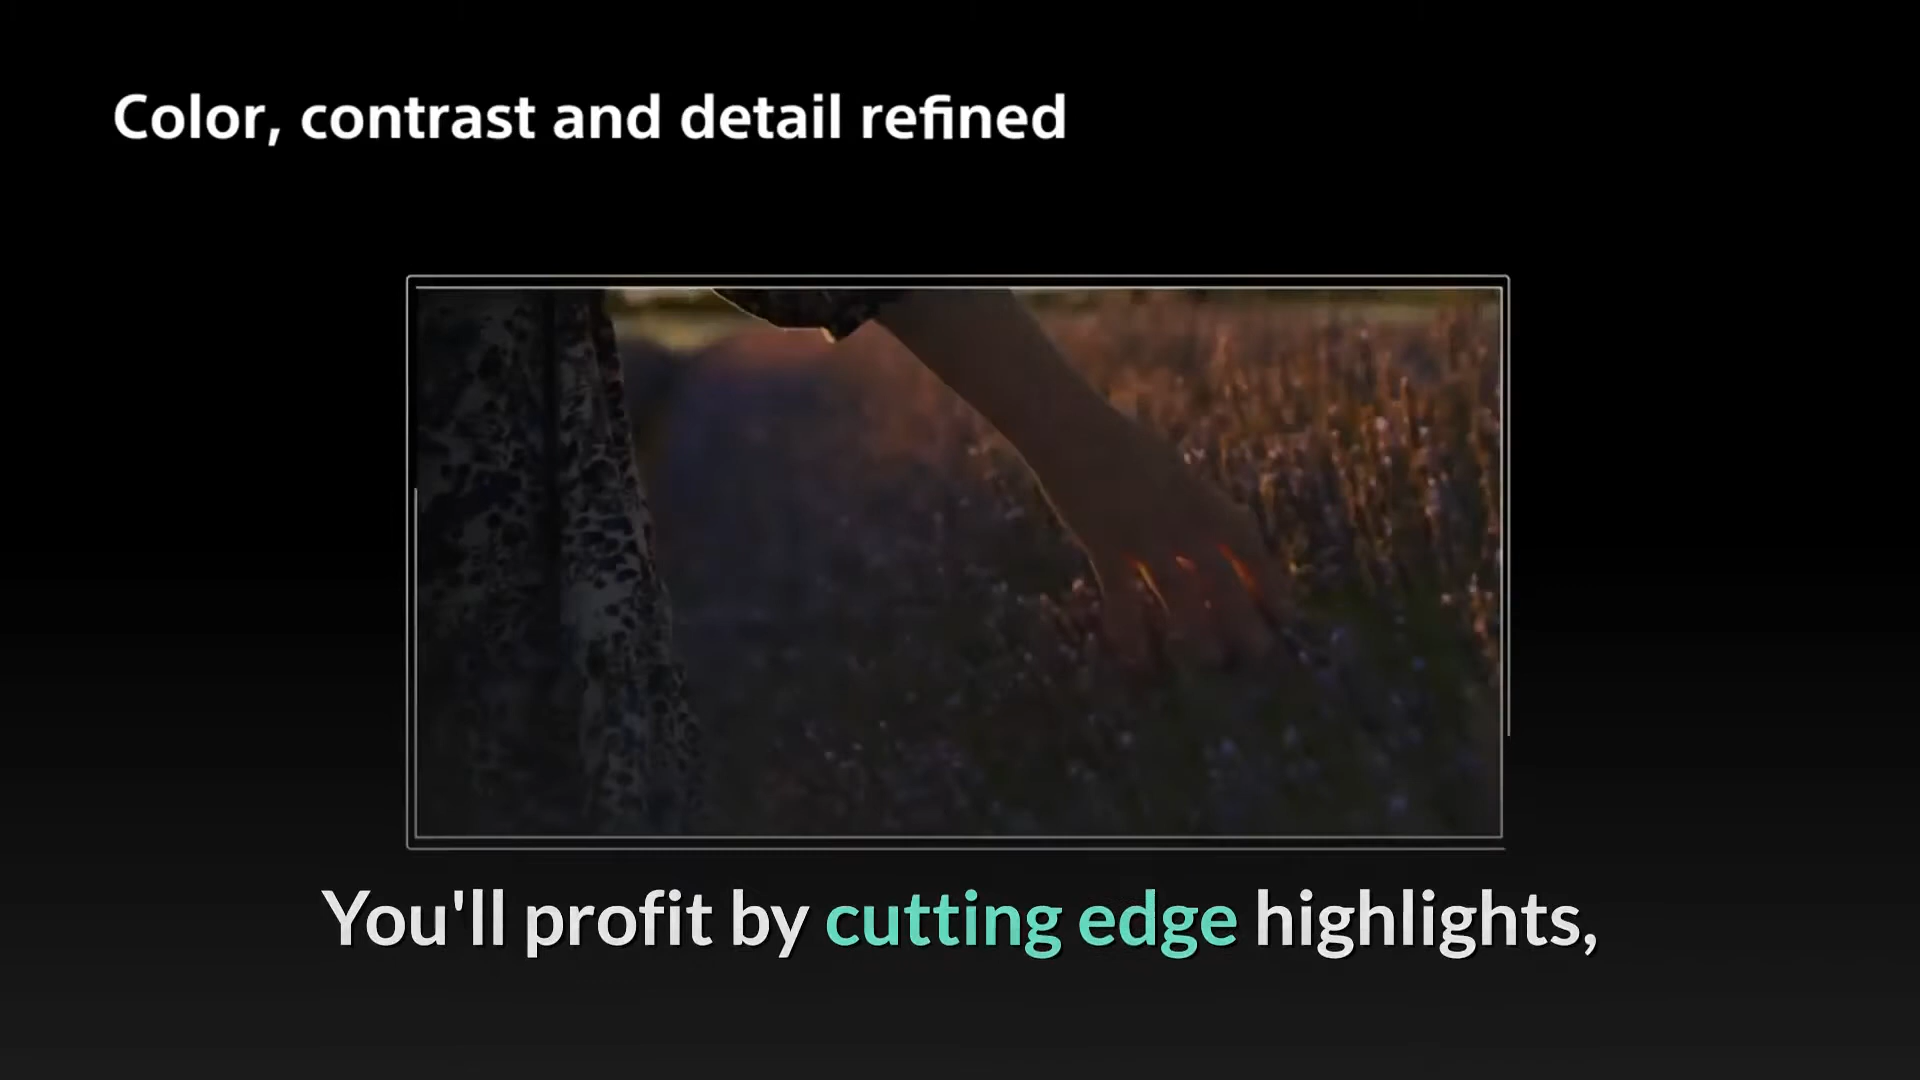 Color, contrast and detail refined
You'll profit by cutting edge highlights,